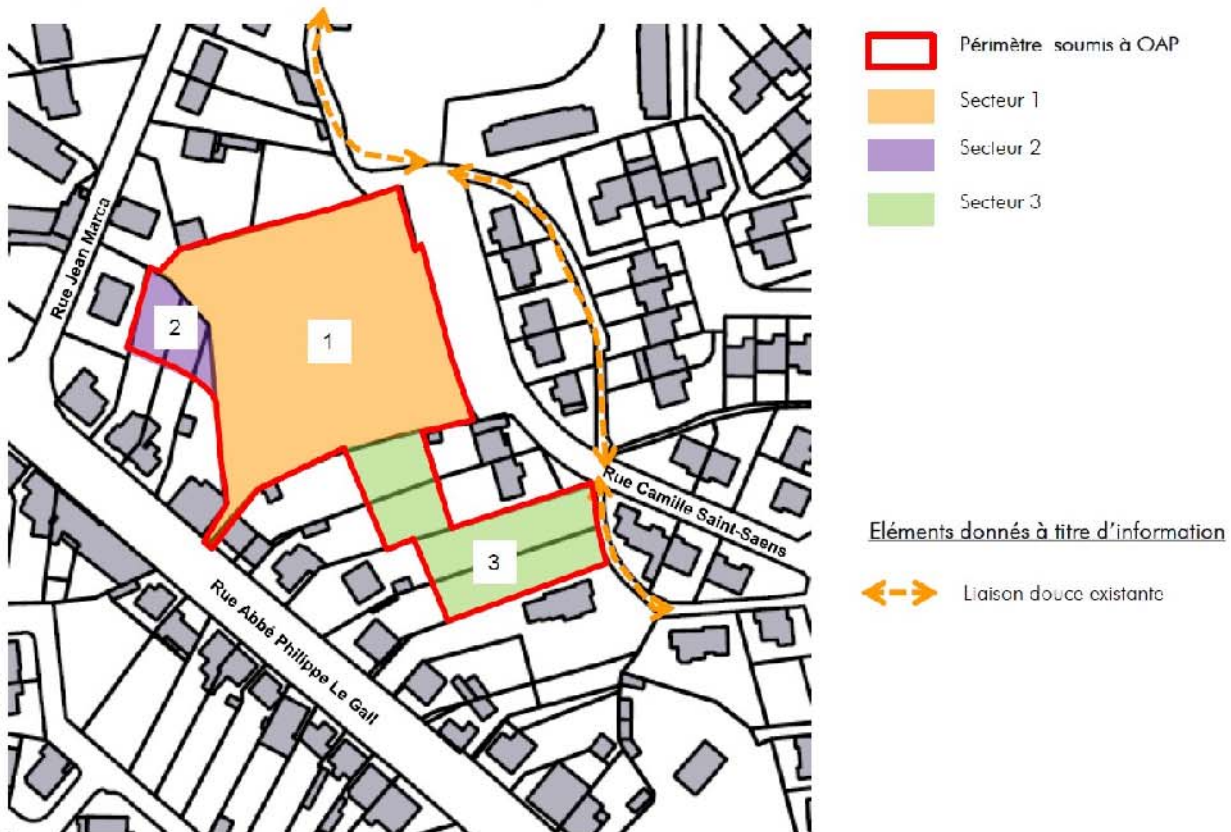 Périmètre soumis à OAP
Secteur 1
Secteur 2
Secteur 3
Rue Jean Marca
2
1
3
Rue Camille Saint-Saens
Rue Abbé Philippe Le Gall
Eléments donnés à titre d'information
Liaison douce existante